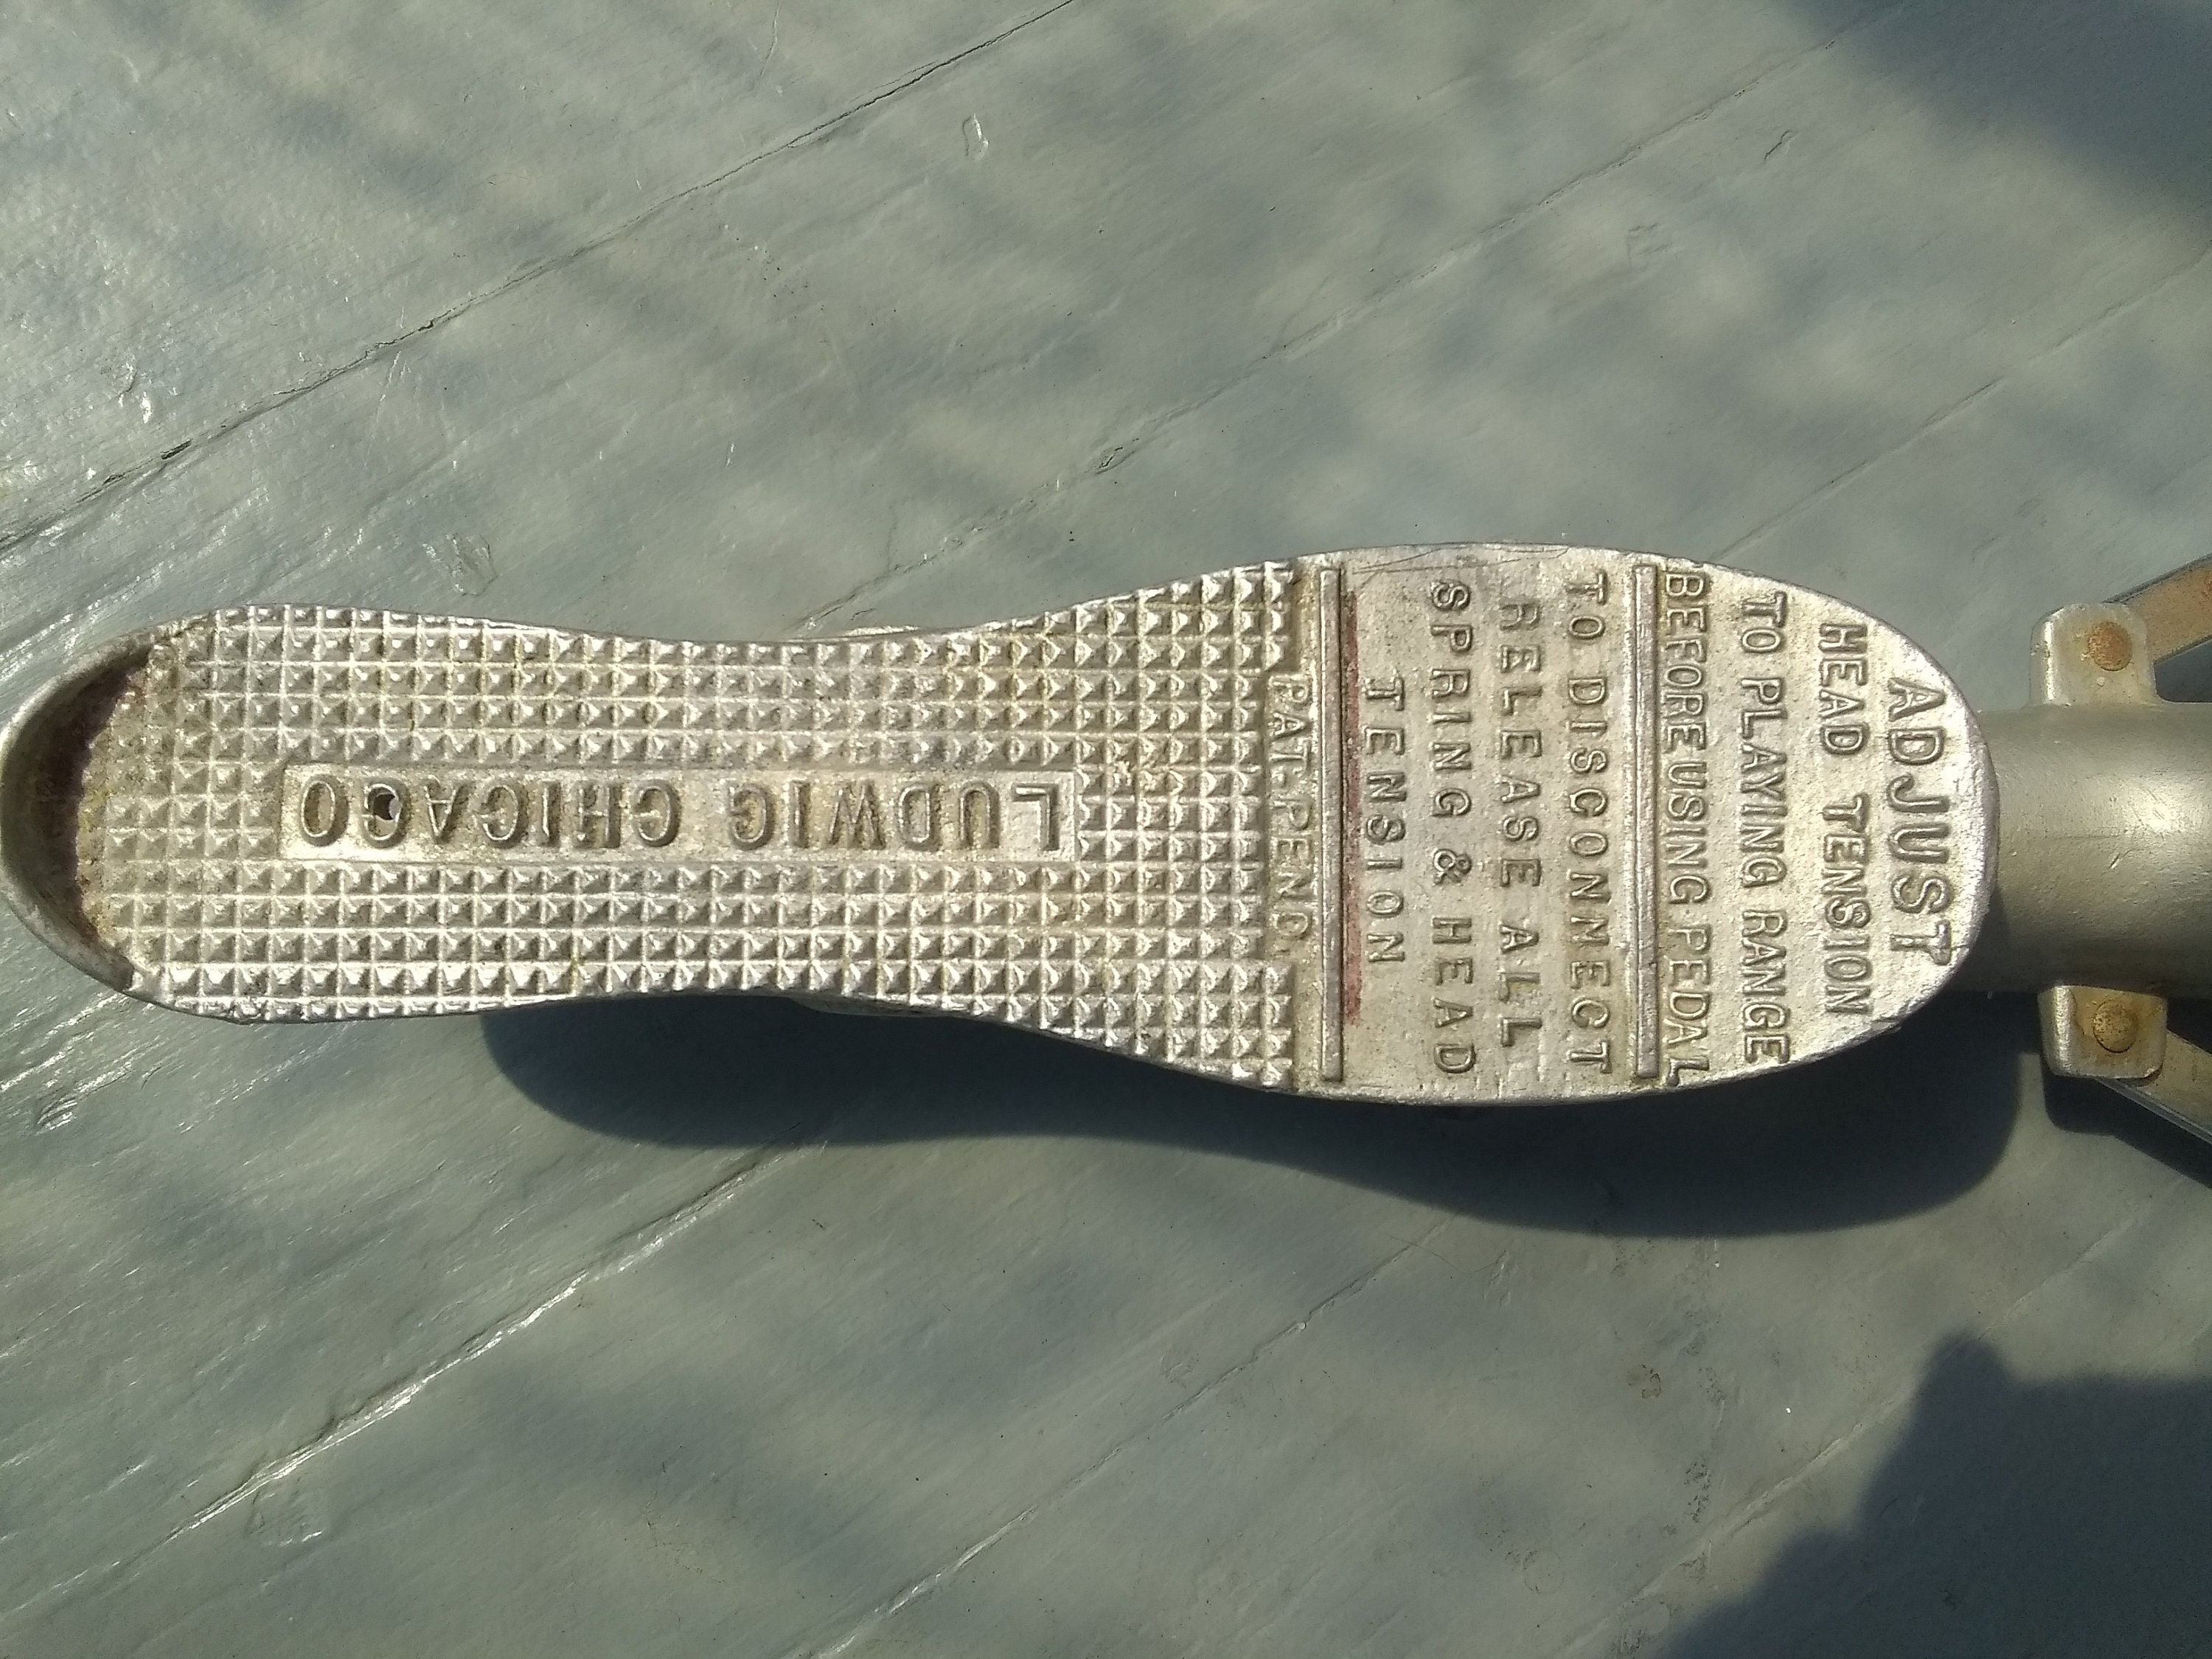 ADJUST
HEAD TENSION
TO PLAYING RANGE
BEFORE USING PEDAL
TO DISCONNECT
RELEASE ALL
SPRING & HEAD
TENSION
PAT-PEND.
LUDWIG CHICAGO